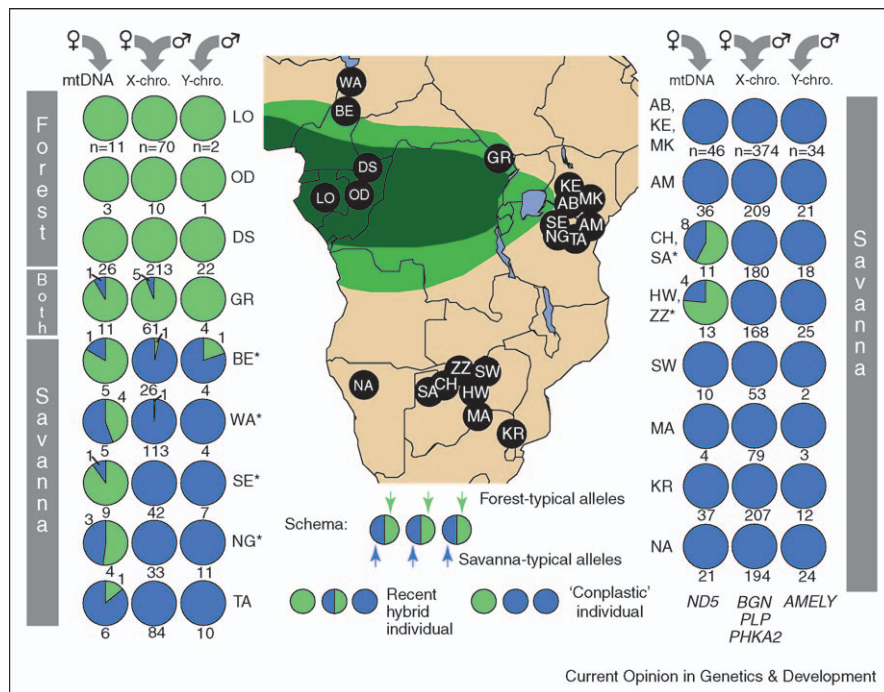 ♀ ♀ ♂ ♂
mtDNA X-chro. Y-chro.
Forest
LO
n=11 n=70 n=2
OD
3 10 1
DS
26 213 22
Both
1 5
GR
11 61 1 4 1
Savanna
1
BE*
5 4 26 1 4
WA*
5 113 4
1
SE*
9 42 7
3
NG*
4 1 33 11
TA
6 84 10
WA
BE
DS
GR
LO
OD
KE
AB
MK
SE
AM
NG
TA
NA
ZZ
SW
SA
CH
HW
MA
KR
Forest-typical alleles
Schema:
Savanna-typical alleles
Recent
hybrid
individual
'Conplastic'
individual
♀ ♀ ♂ ♂
mtDNA X-chro. Y-chro.
AB,
KE,
MK
n=46 n=374 n=34
AM
36 209 21
8
CH,
SA*
11 180 18
4
HW,
ZZ*
13 168 25
SW
10 53 2
MA
4 79 3
KR
37 207 12
NA
21 194 24
ND5 BGN AMELY
PLP
PHKA2
Savanna
Current Opinion in Genetics & Development